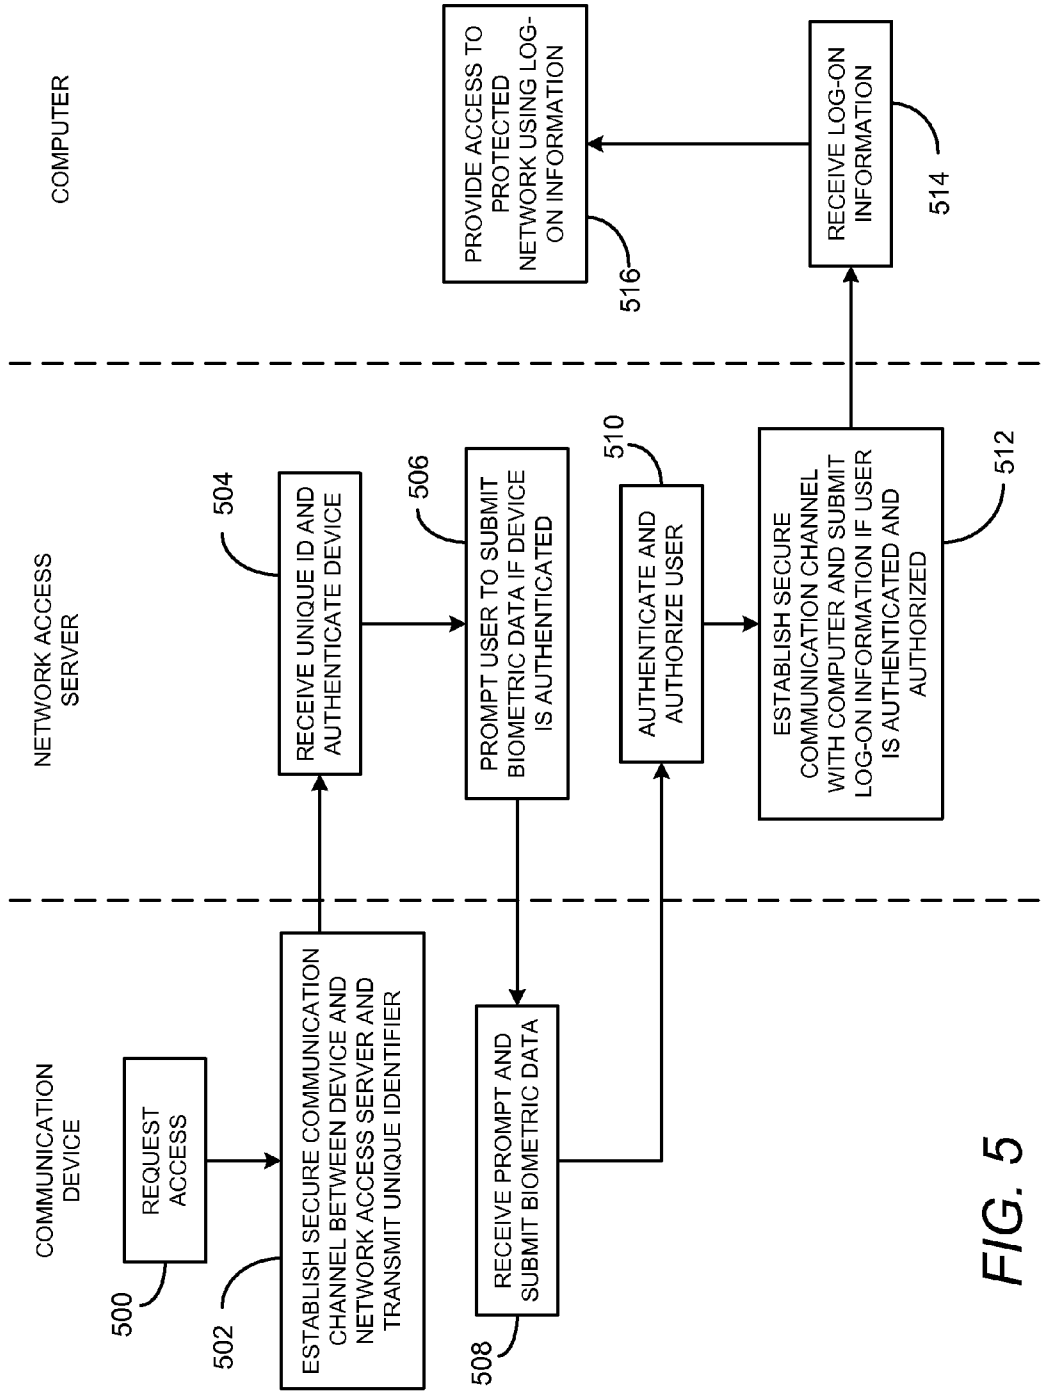 COMMUNICATION
DEVICE
NETWORK ACCESS
SERVER
COMPUTER
500
REQUEST
ACCESS
502
ESTABLISH SECURE COMMUNICATION
CHANNEL BETWEEN DEVICE AND
NETWORK ACCESS SERVER AND
TRANSMIT UNIQUE IDENTIFIER
504
RECEIVE UNIQUE ID AND
AUTHENTICATE DEVICE
506
PROMPT USER TO SUBMIT
BIOMETRIC DATA IF DEVICE
IS AUTHENTICATED
508
RECEIVE PROMPT AND
SUBMIT BIOMETRIC DATA
510
AUTHENTICATE AND
AUTHORIZE USER
512
ESTABLISH SECURE
COMMUNICATION CHANNEL
WITH COMPUTER AND SUBMIT
LOG-ON INFORMATION IF USER
IS AUTHENTICATED AND
AUTHORIZED
514
RECEIVE LOG-ON
INFORMATION
516
PROVIDE ACCESS TO
PROTECTED
NETWORK USING LOG-
ON INFORMATION
FIG. 5